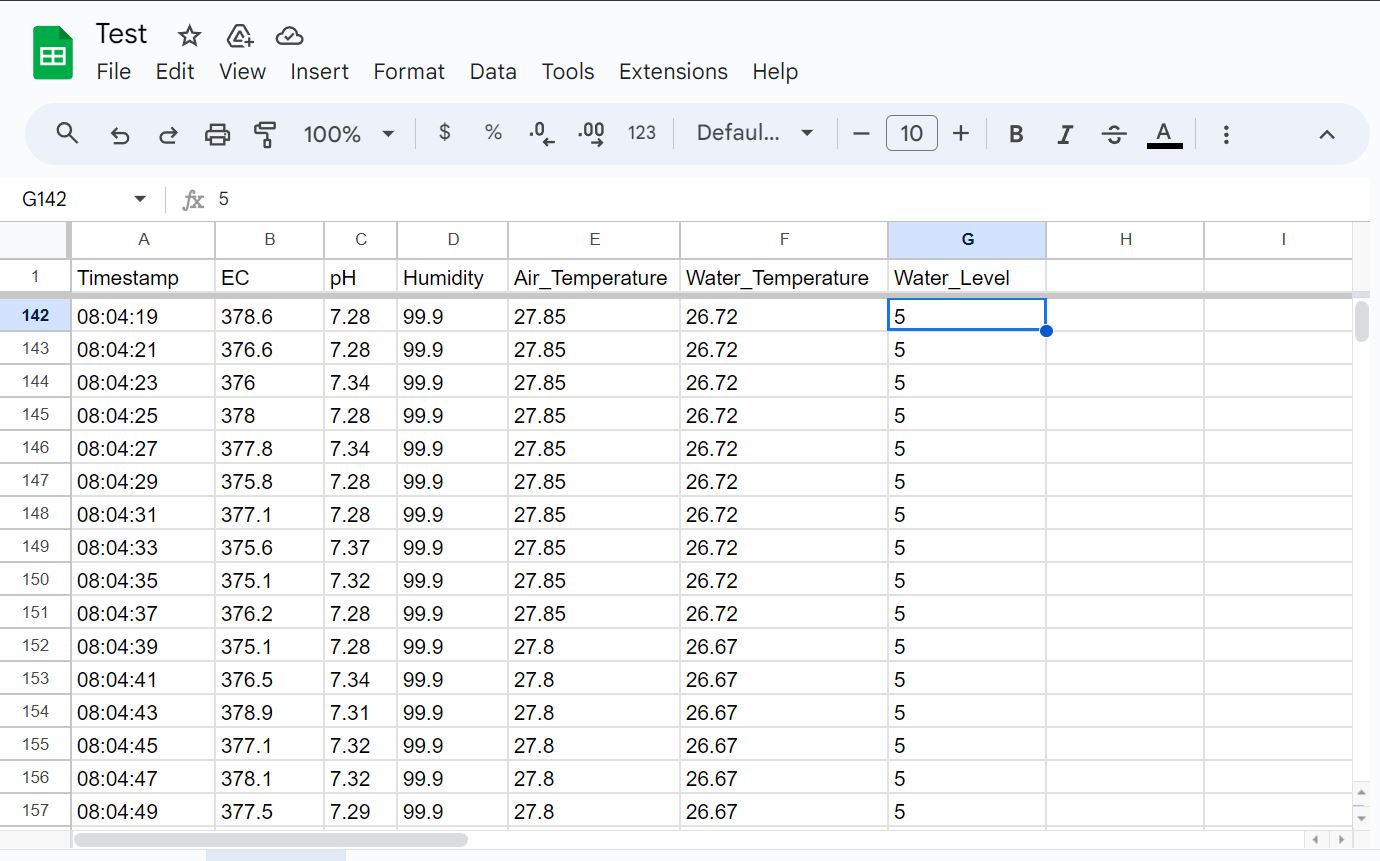 Test
File Edit View Insert Format Data Tools Extensions Help
100% $ % .0 .00 123 Defaul... 10 B I S A
G142 fx 5
A B C D E F G H I
1 Timestamp EC pH Humidity Air_Temperature Water_Temperature Water_Level
142 08:04:19 378.6 7.28 99.9 27.85 26.72 5
143 08:04:21 376.6 7.28 99.9 27.85 26.72 5
144 08:04:23 376 7.34 99.9 27.85 26.72 5
145 08:04:25 378 7.28 99.9 27.85 26.72 5
146 08:04:27 377.8 7.34 99.9 27.85 26.72 5
147 08:04:29 375.8 7.28 99.9 27.85 26.72 5
148 08:04:31 377.1 7.28 99.9 27.85 26.72 5
149 08:04:33 375.6 7.37 99.9 27.85 26.72 5
150 08:04:35 375.1 7.32 99.9 27.85 26.72 5
151 08:04:37 376.2 7.28 99.9 27.85 26.72 5
152 08:04:39 375.1 7.28 99.9 27.8 26.67 5
153 08:04:41 376.5 7.34 99.9 27.8 26.67 5
154 08:04:43 378.9 7.31 99.9 27.8 26.67 5
155 08:04:45 377.1 7.32 99.9 27.8 26.67 5
156 08:04:47 378.1 7.32 99.9 27.8 26.67 5
157 08:04:49 377.5 7.29 99.9 27.8 26.67 5